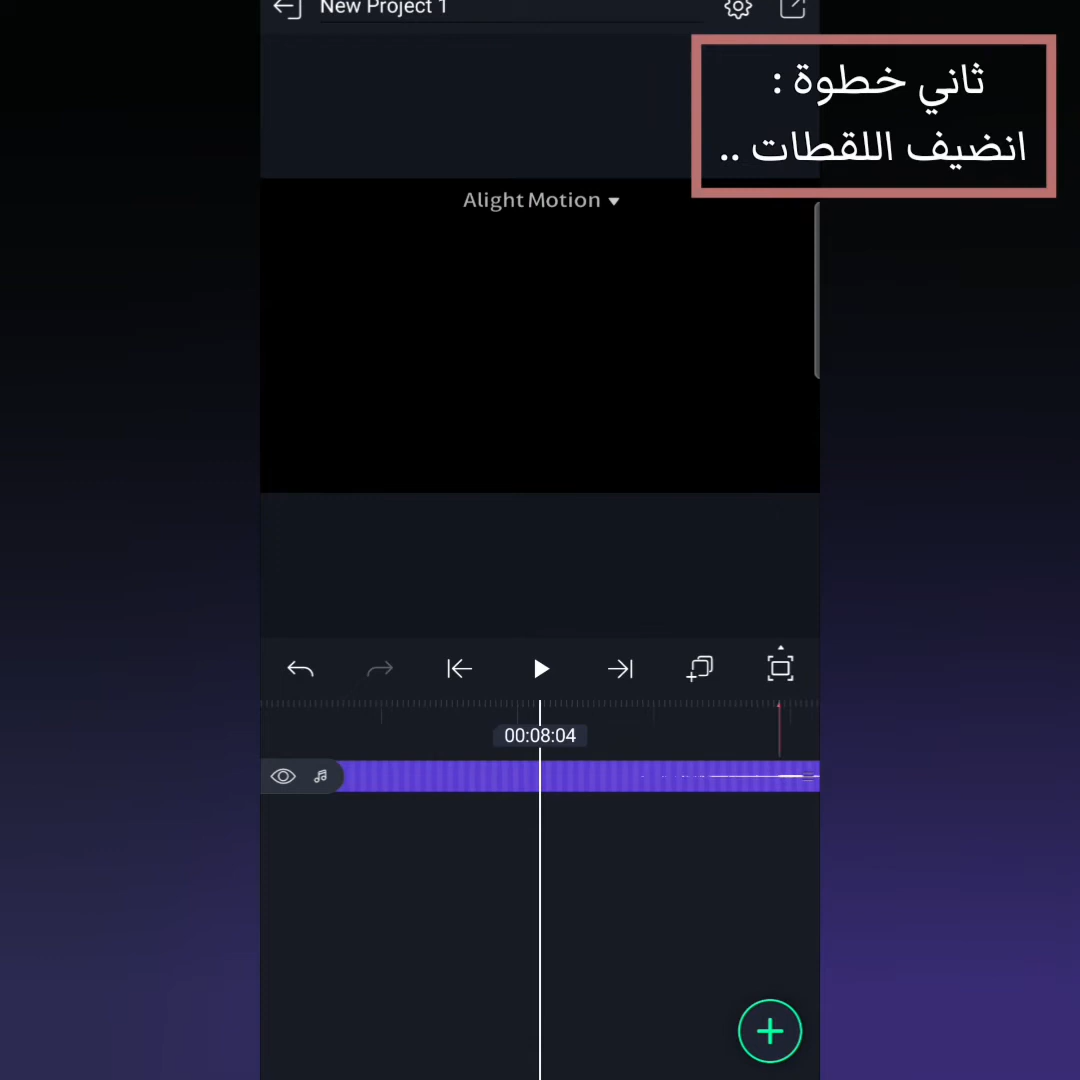 New Project 1
ثاني خطوة :
انضيف اللقطات ..
Alight Motion
00:08:04